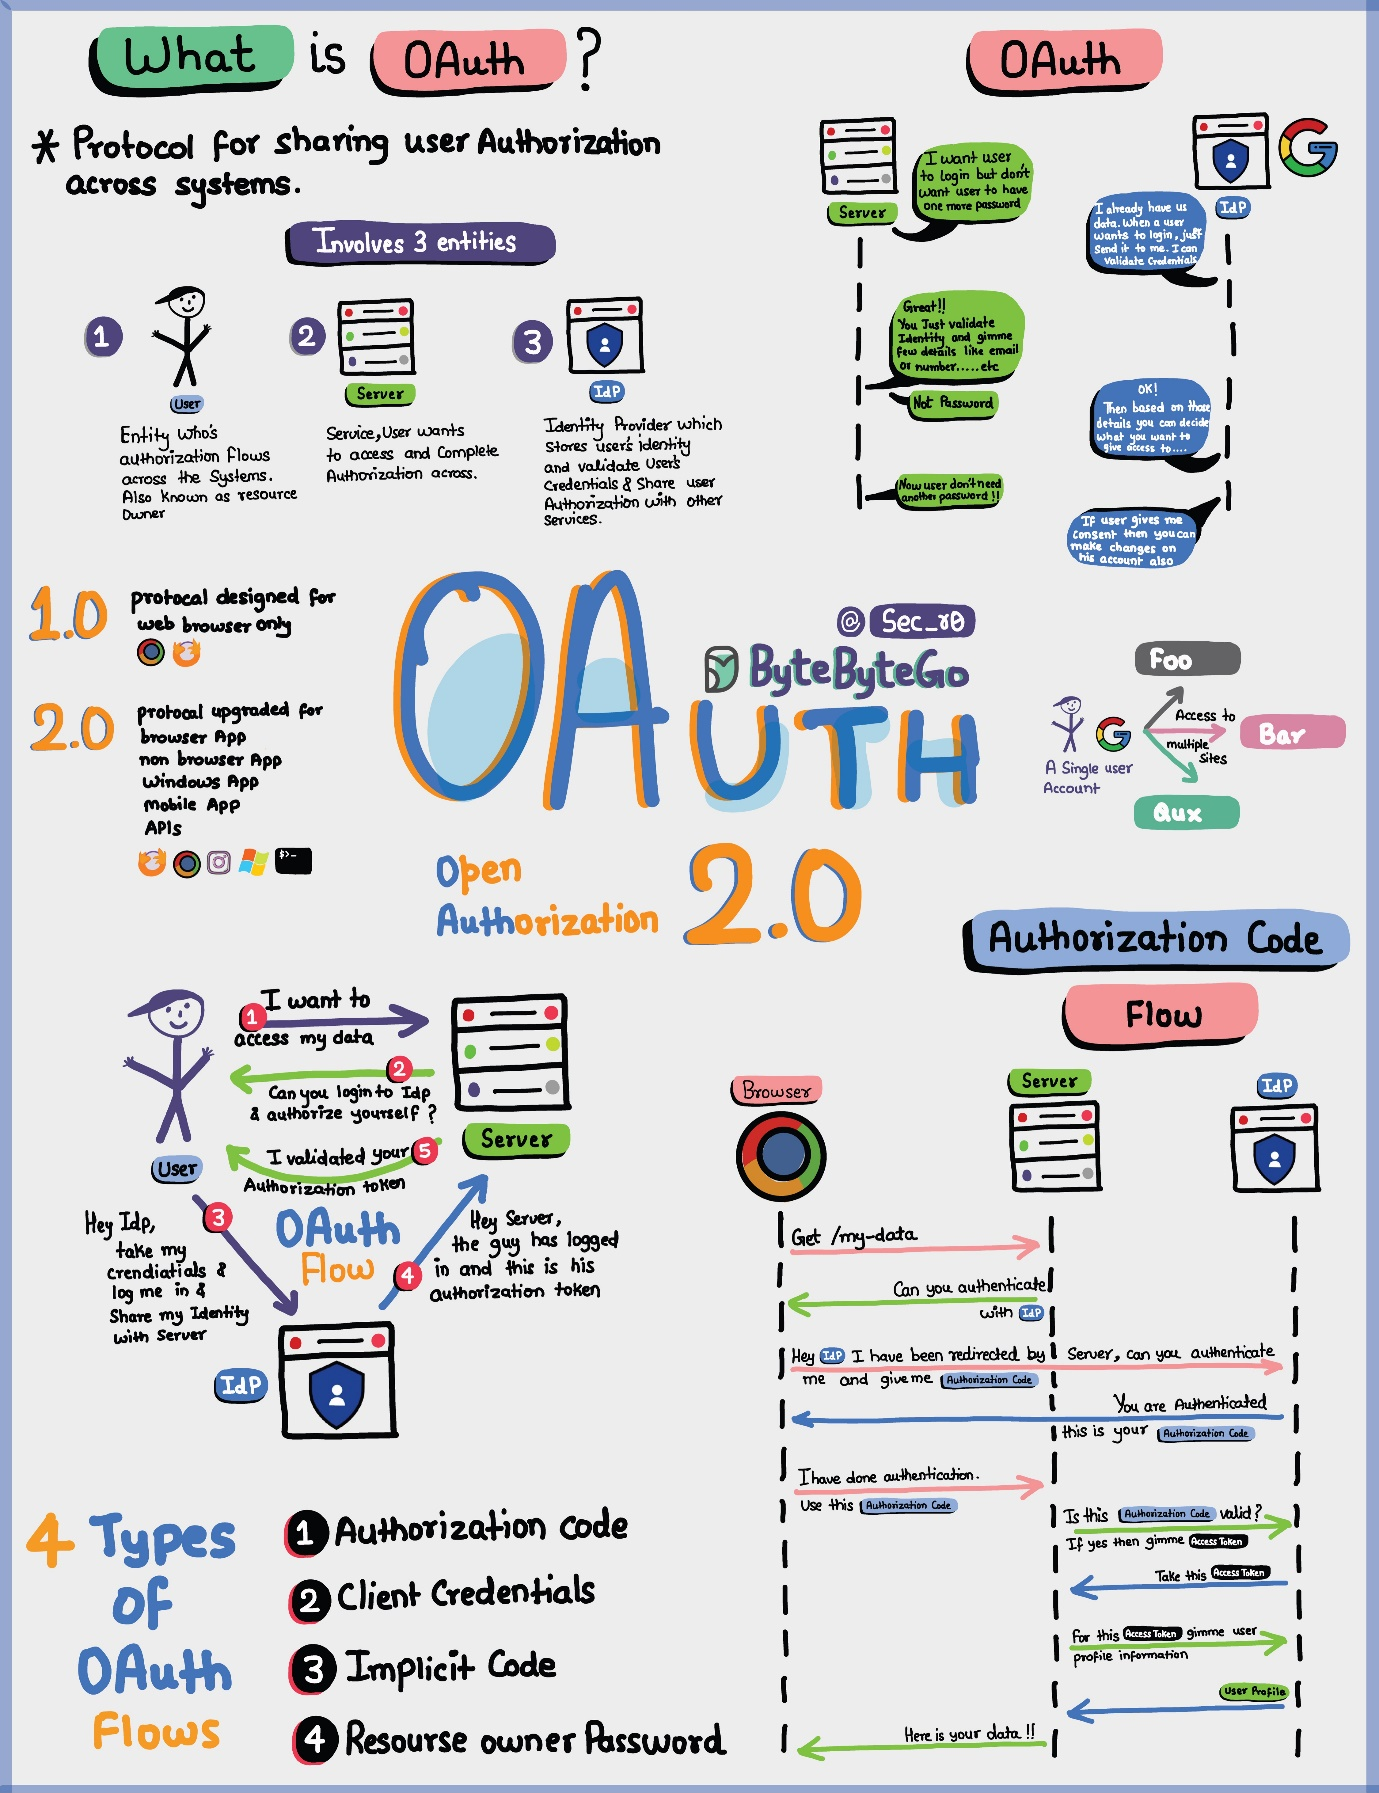 What is OAuth ?
* Protocol for sharing user Authorization
across systems.
Involves 3 entities
1
User
Entity who's
authorization Flows
across the Systems.
Also Known as resource
Owner
2
Server
Service, User wants
to access and Complete
Authorization across.
3
IdP
Identity Provider which
Stores user's identity
and validate User's
Credentials & Share user
Authorization with other
Services.
OAuth
Server
IdP
I want user
to login but don't
want user to have
one more password
I already have us
data. When a user
wants to login, just
Send it to me. I can
validate Credentials
Great!!
You Just validate
Identity and gimme
few details like email
or number.....etc
Not Password
OK!
Then based on those
details you can decide
what you want to
give access to....
Now user don't need
another password !!
If user gives me
consent then you can
make changes on
his account also
1.0
protocal designed for
web browser only
2.0
protocal upgraded for
browser App
non browser App
Windows App
Mobile App
APIs
$>-
OAUTH
@ Sec_r0
ByteByteGo
Open
Authorization
2.0
A Single user
Account
Access to
multiple
Sites
Foo
Bar
Qux
1
I want to
access my data
2
Can you login to Idp
& authorize yourself ?
I validated your 5
Authorization token
User
Server
3
Hey Idp,
take my
crendiatials &
log me in &
Share my Identity
with Server
OAuth
Flow
4
Hey Server,
the guy has logged
in and this is his
authorization token
IdP
4 Types
of
OAuth
Flows
1 Authorization code
2 Client Credentials
3 Implicit Code
4 Resourse owner Password
Authorization Code
Flow
Browser
Server
IdP
Get /my-data
Can you authenticate
with IdP
Hey IdP I have been redirected by Server, can you authenticate
me and give me Authorization Code
You are Authenticated
this is your Authorization Code
I have done authentication.
Use this Authorization Code
Is this Authorization Code valid?
If yes then gimme Access Token
Take this Access Token
For this Access Token gimme user
profile information
User Profile
Here is your data !!